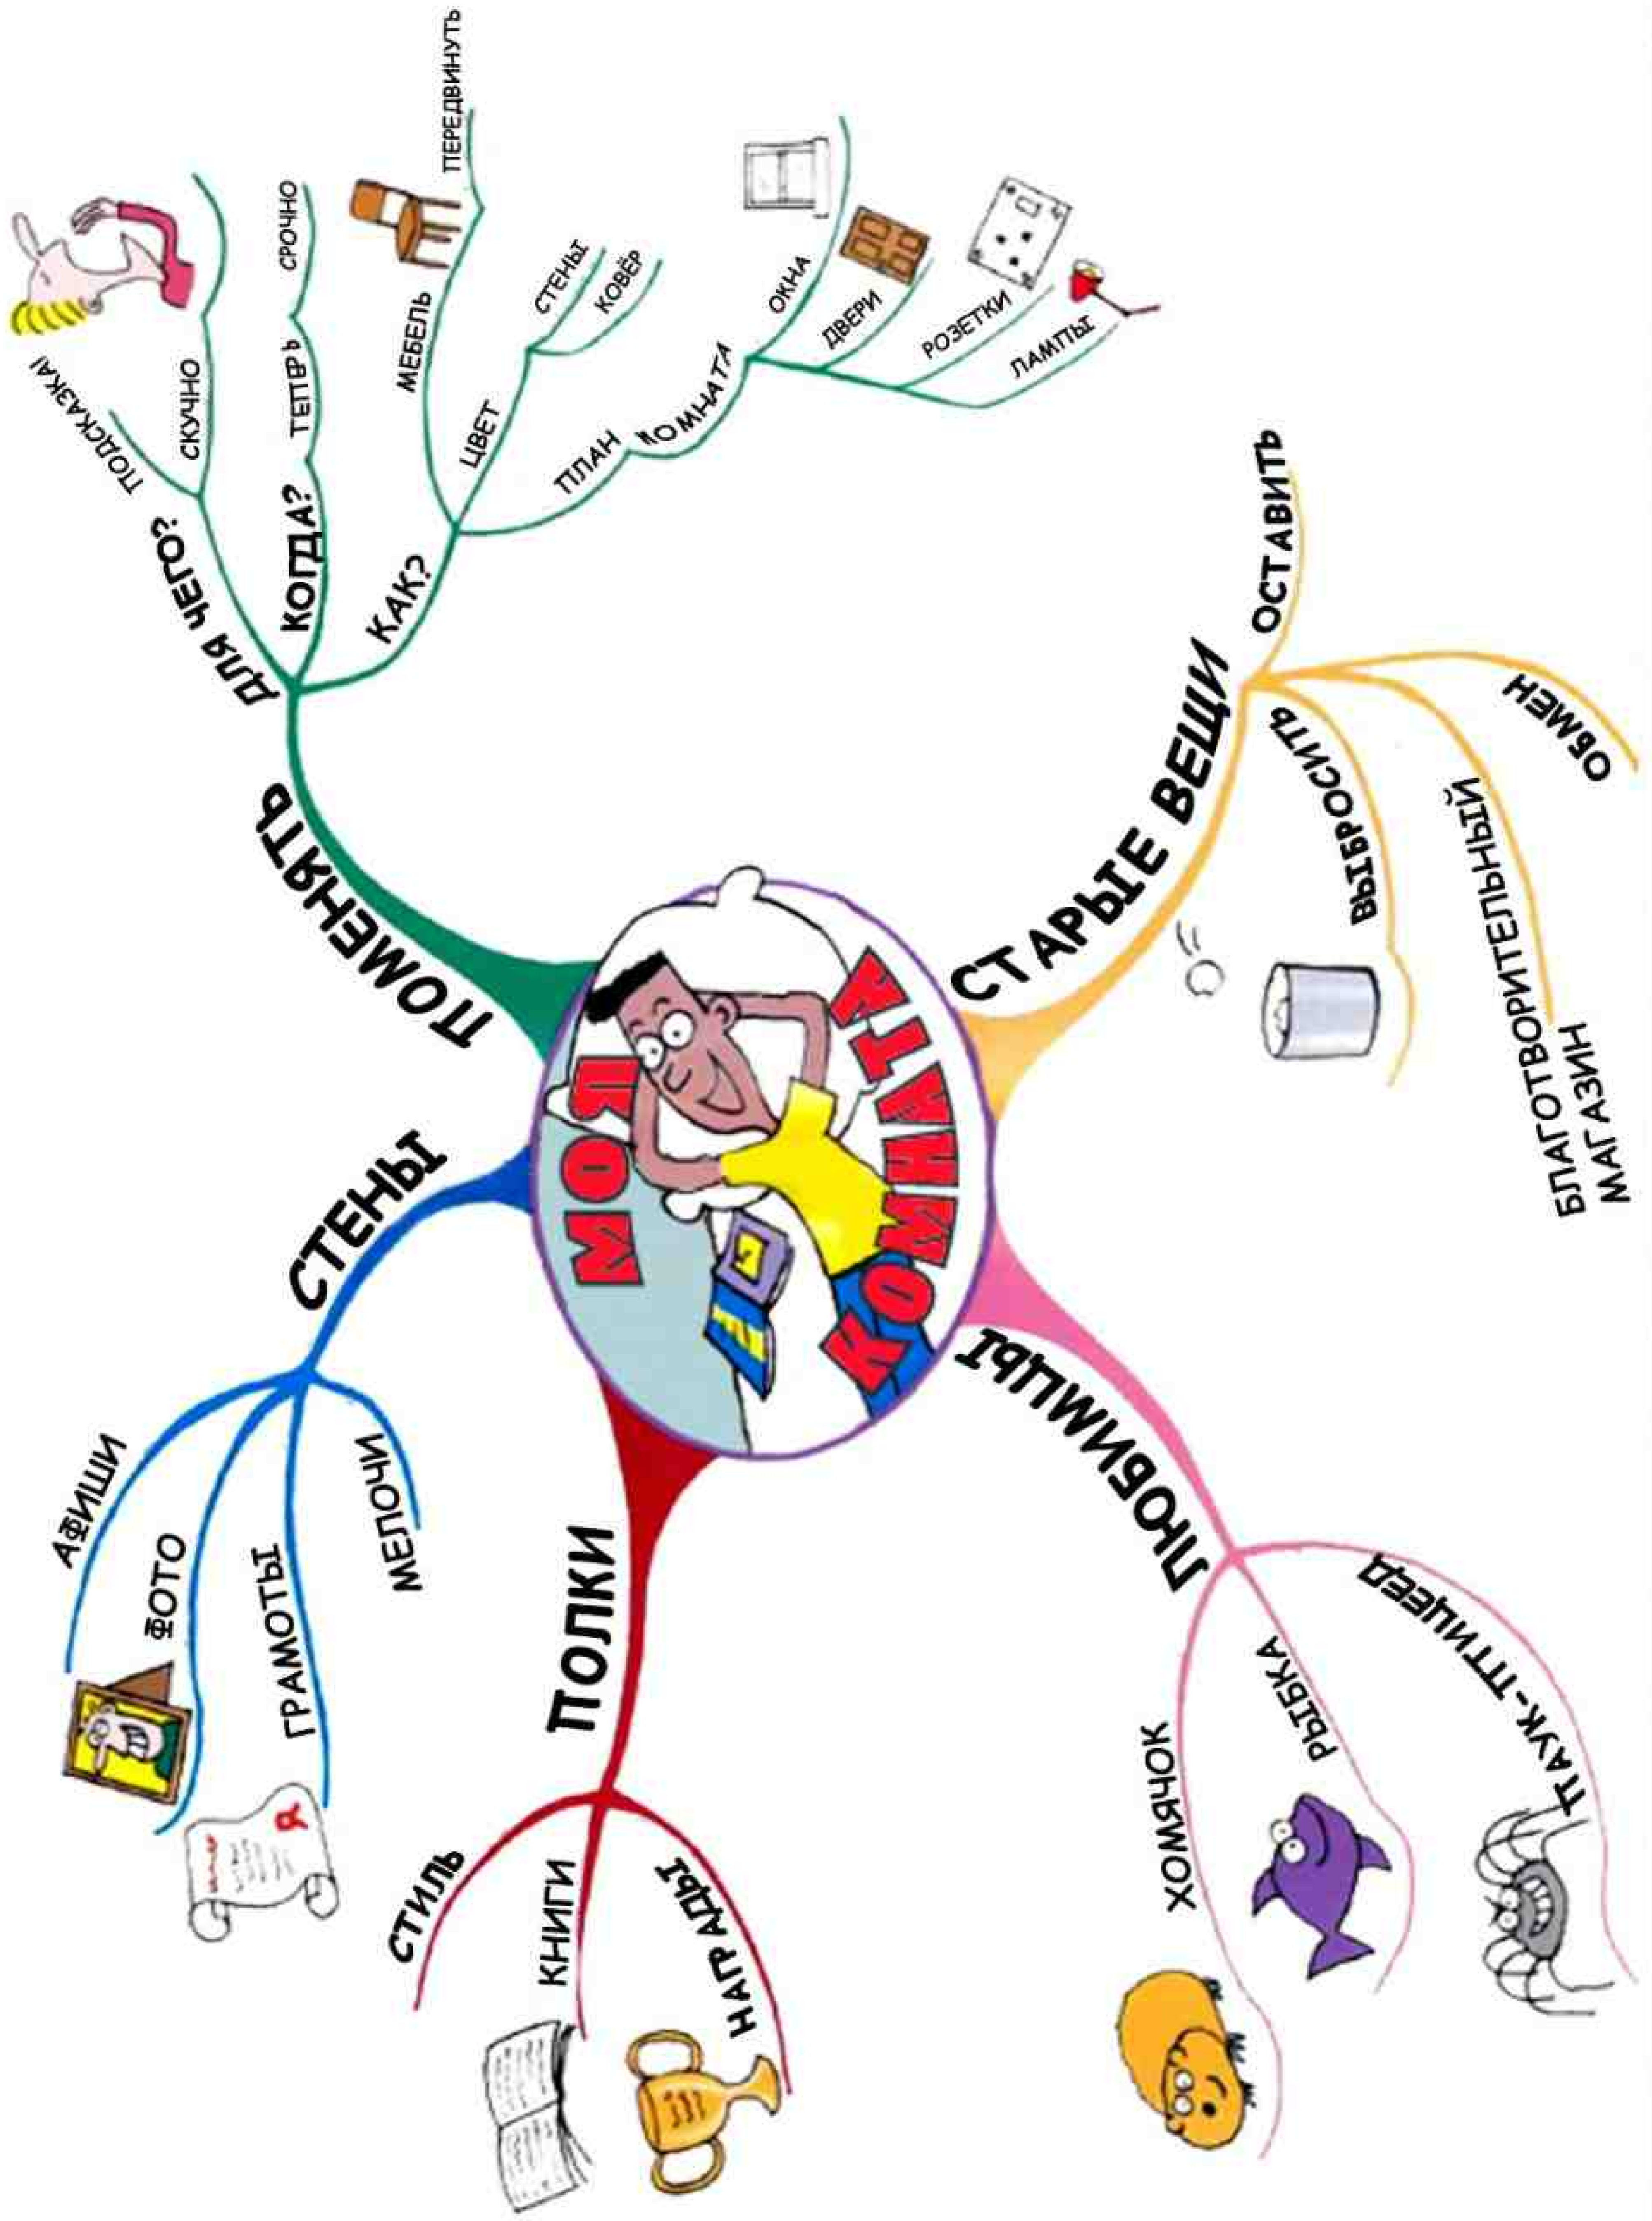 МОЯ
КОМНАТА
ПОМЕНЯТЬ
ДЛЯ ЧЕГО?
ПОДСКАЗКА!
СКУЧНО
КОГДА?
ТЕПЕРЬ
СРОЧНО
КАК?
МЕБЕЛЬ
ПЕРЕДВИНУТЬ
ЦВЕТ
СТЕНЫ
КОВЁР
ПЛАН
КОМНАТА
ОКНА
ДВЕРИ
РОЗЕТКИ
ЛАМПЫ
СТАРЫЕ ВЕЩИ
ОСТАВИТЬ
ОБМЕН
БЛАГОТВОРИТЕЛЬНЫЙ
МАГАЗИН
ВЫБРОСИТЬ
ЛЮБИМЦЫ
ПАУК-ПТИЦЕЕД
РЫБКА
ХОМЯЧОК
ПОЛКИ
НАГРАДЫ
КНИГИ
СТИЛЬ
СТЕНЫ
МЕЛОЧИ
ГРАМОТЫ
ФОТО
АФИШИ